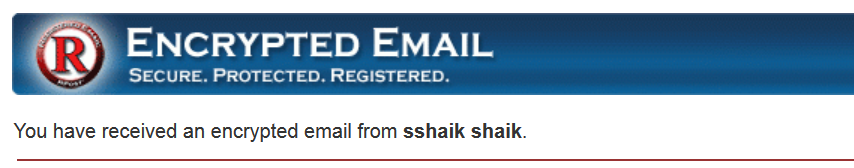 R
ENCRYPTED EMAIL
SECURE. PROTECTED. REGISTERED.
You have received an encrypted email from sshaik shaik.